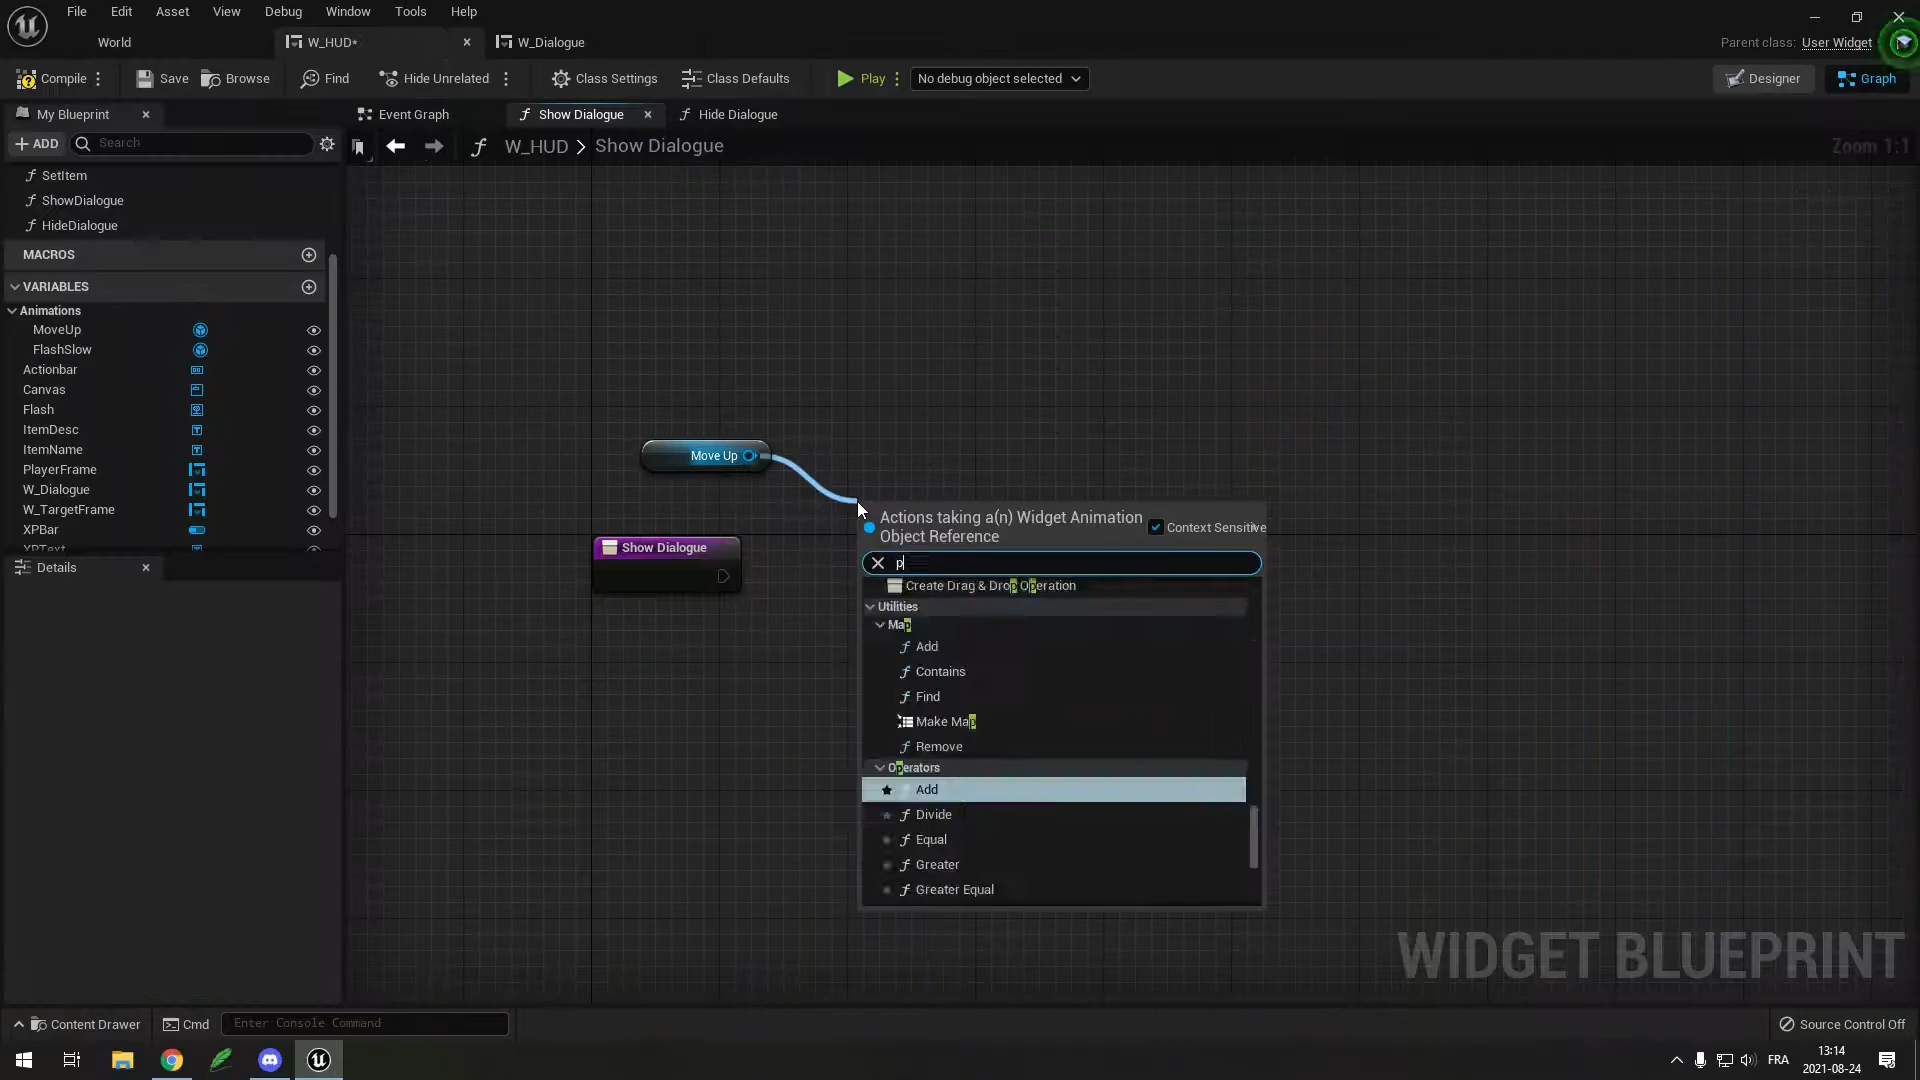 File Edit Asset View Debug Window Tools Help
World W_HUD* W_Dialogue Parent class: User Widget
Compile Save Browse Find Hide Unrelated Class Settings Class Defaults Play No debug object selected Designer Graph
My Blueprint Event Graph Show Dialogue Hide Dialogue
ADD Search W_HUD > Show Dialogue Zoom 1:1
SetItem
ShowDialogue
HideDialogue
MACROS
VARIABLES
Animations
MoveUp
FlashSlow
Actionbar
Canvas
Flash
ItemDesc
ItemName
PlayerFrame
W_Dialogue
W_TargetFrame
XPBar
XPText
Details
Move Up
Show Dialogue
Actions taking a(n) Widget Animation
Object Reference
Context Sensitive
p
Create Drag & Drop Operation
Utilities
Map
Add
Contains
Find
Make Map
Remove
Operators
Add
Divide
Equal
Greater
Greater Equal
WIDGET BLUEPRINT
Content Drawer Cmd Enter Console Command Source Control Off
FRA 13:14
2021-08-24